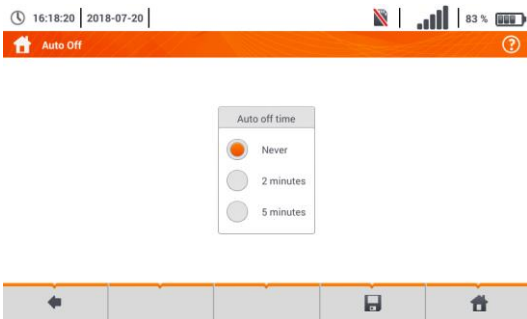 16:18:20 2018-07-20 83 %
Auto Off
Auto off time
Never
2 minutes
5 minutes